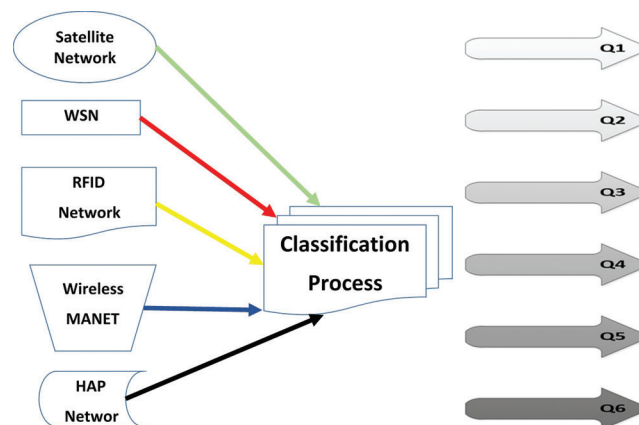 Satellite
Network
WSN
RFID
Network
Wireless
MANET
HAP
Networ
Classification
Process
Q1
Q2
Q3
Q4
Q5
Q6